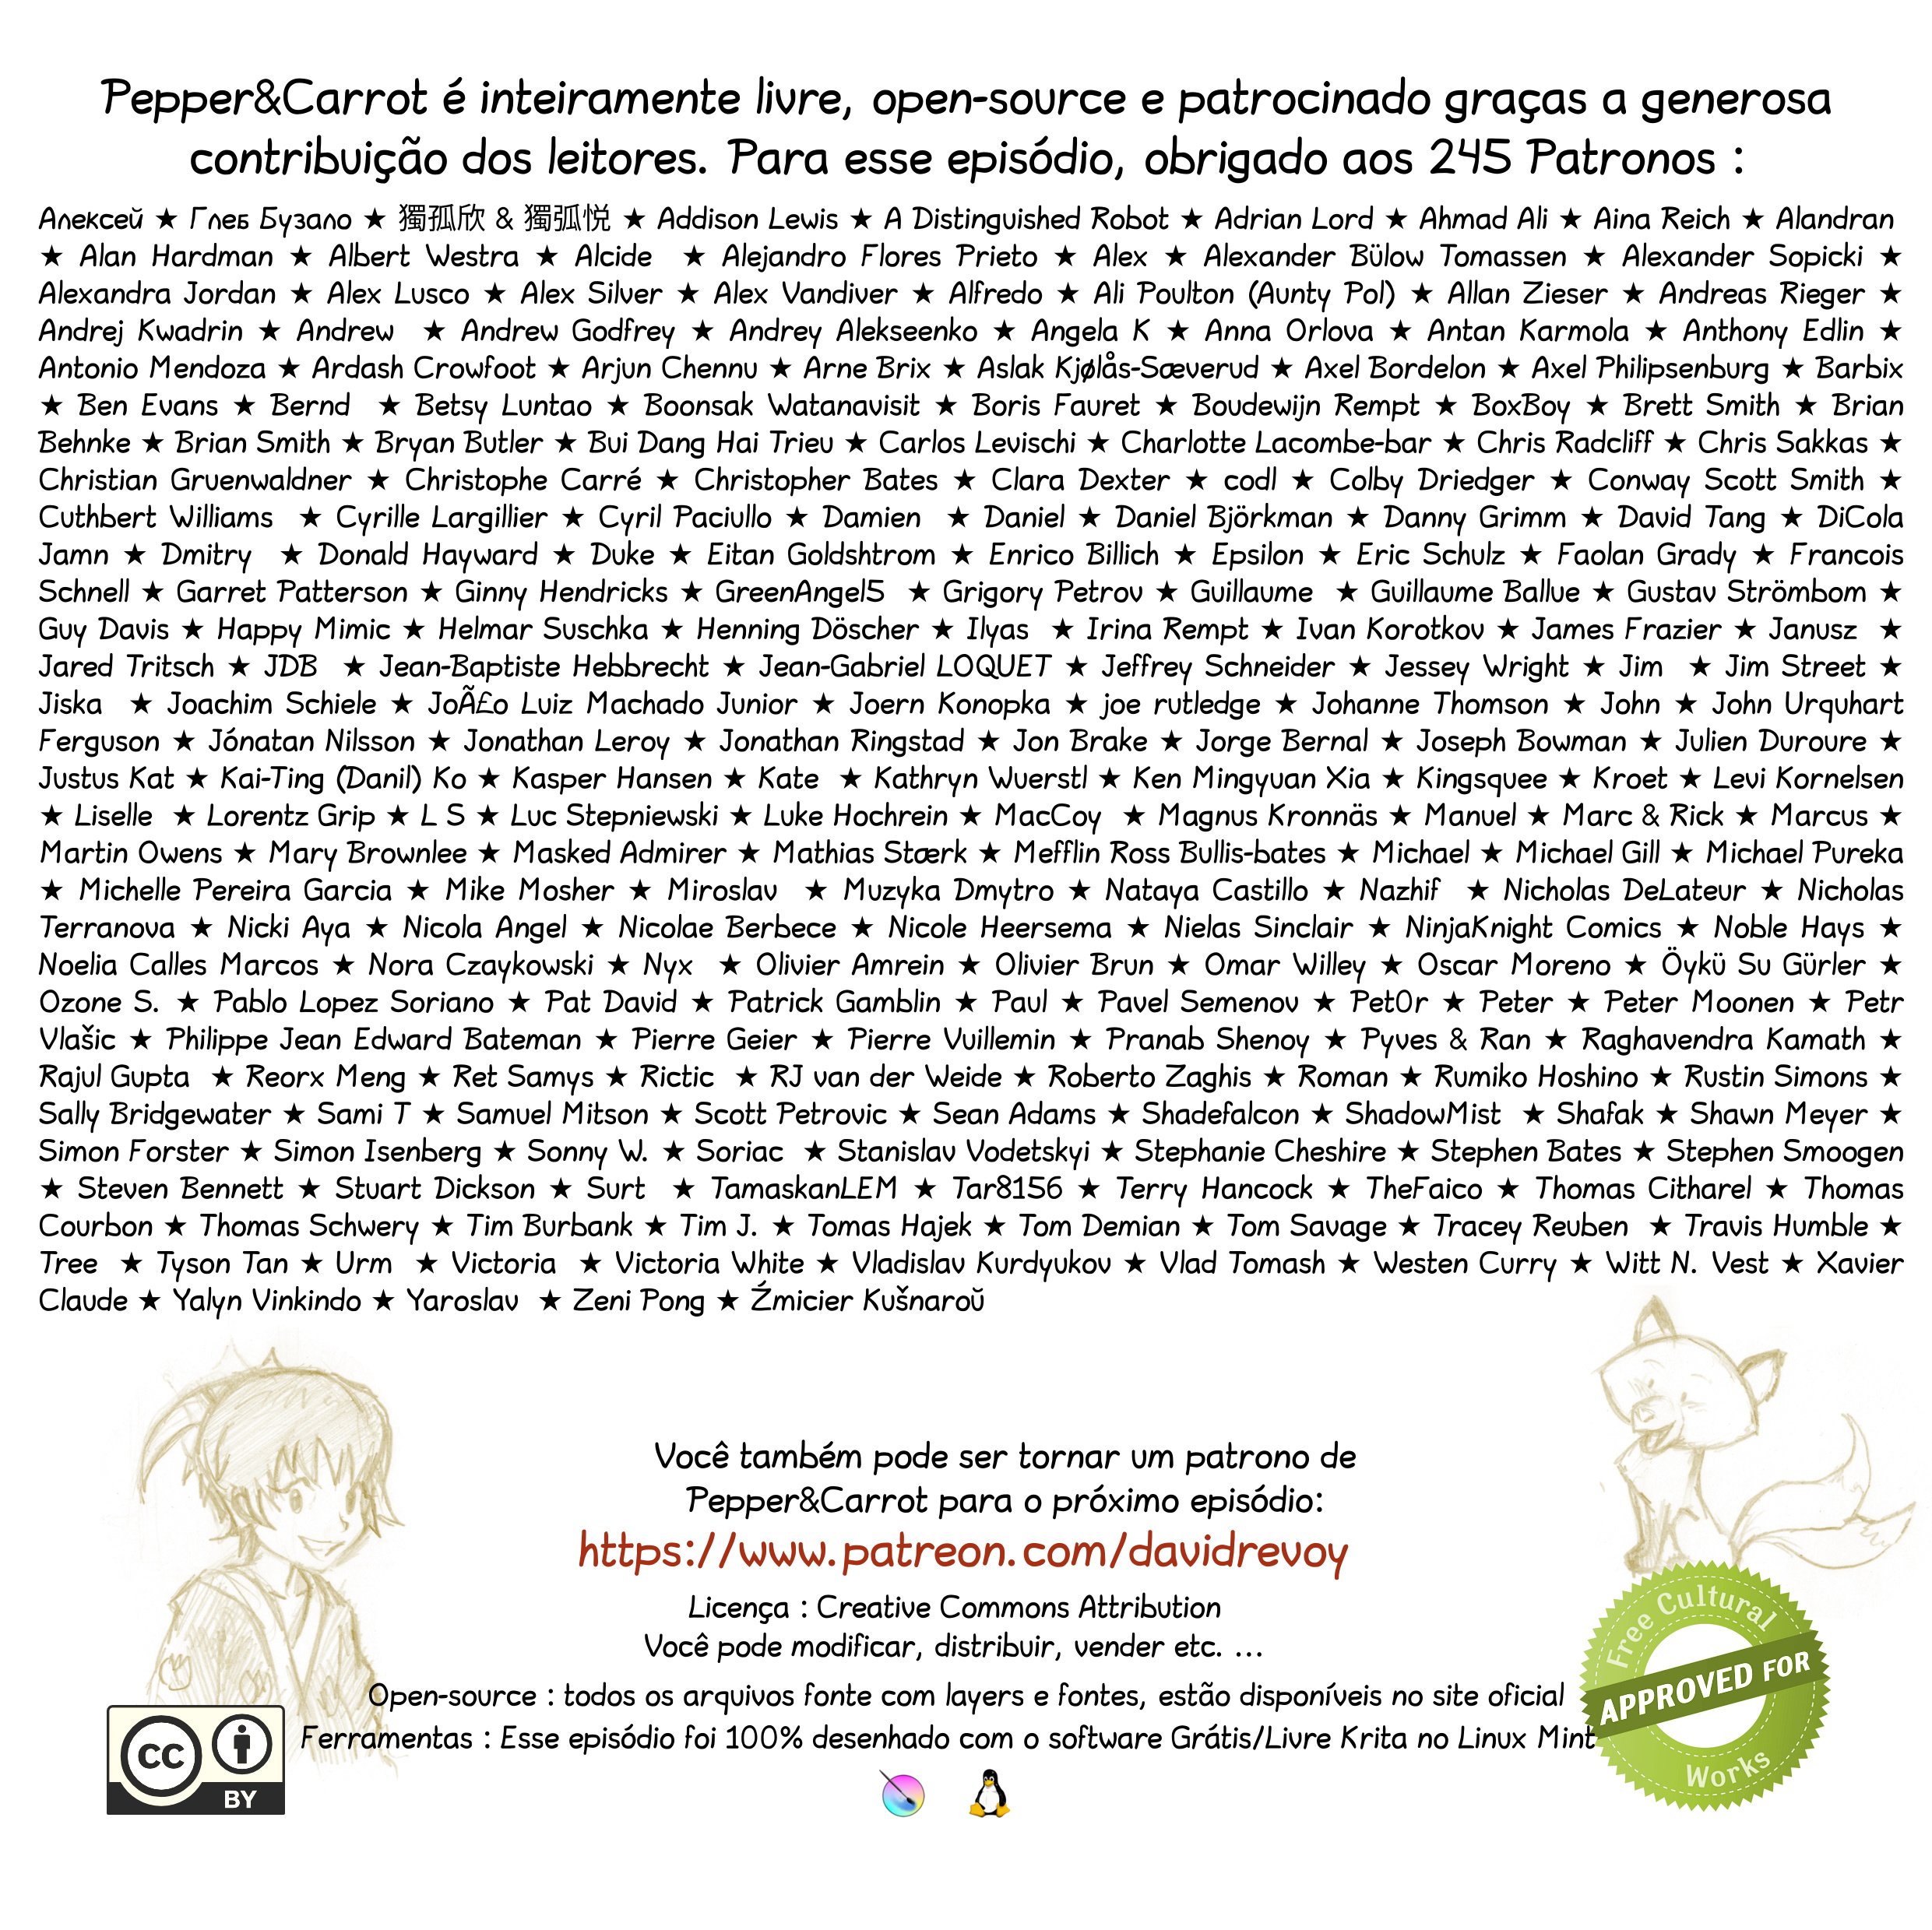 Pepper&Carrot é inteiramente livre, open-source e patrocinado graças a generosa
contribuição dos leitores. Para esse episódio, obrigado aos 245 Patronos :
Алексей ★ Глеб Бузало ★ 獨孤欣 & 獨弧悦 ★ Addison Lewis ★ A Distinguished Robot ★ Adrian Lord ★ Ahmad Ali ★ Aina Reich ★ Alandran
★ Alan Hardman ★ Albert Westra ★ Alcide ★ Alejandro Flores Prieto ★ Alex ★ Alexander Bülow Tomassen ★ Alexander Sopicki ★
Alexandra Jordan ★ Alex Lusco ★ Alex Silver ★ Alex Vandiver ★ Alfredo ★ Ali Poulton (Aunty Pol) ★ Allan Zieser ★ Andreas Rieger ★
Andrej Kwadrin ★ Andrew ★ Andrew Godfrey ★ Andrey Alekseenko ★ Angela K ★ Anna Orlova ★ Antan Karmola ★ Anthony Edlin ★
Antonio Mendoza ★ Ardash Crowfoot ★ Arjun Chennu ★ Arne Brix ★ Aslak Kjølås-Sæverud ★ Axel Bordelon ★ Axel Philipsenburg ★ Barbix
★ Ben Evans ★ Bernd ★ Betsy Luntao ★ Boonsak Watanavisit ★ Boris Fauret ★ Boudewijn Rempt ★ BoxBoy ★ Brett Smith ★ Brian
Behnke ★ Brian Smith ★ Bryan Butler ★ Bui Dang Hai Trieu ★ Carlos Levischi ★ Charlotte Lacombe-bar ★ Chris Radcliff ★ Chris Sakkas ★
Christian Gruenwaldner ★ Christophe Carré ★ Christopher Bates ★ Clara Dexter ★ codl ★ Colby Driedger ★ Conway Scott Smith ★
Cuthbert Williams ★ Cyrille Largillier ★ Cyril Paciullo ★ Damien ★ Daniel ★ Daniel Björkman ★ Danny Grimm ★ David Tang ★ DiCola
Jamn ★ Dmitry ★ Donald Hayward ★ Duke ★ Eitan Goldshtrom ★ Enrico Billich ★ Epsilon ★ Eric Schulz ★ Faolan Grady ★ Francois
Schnell ★ Garret Patterson ★ Ginny Hendricks ★ GreenAngel5 ★ Grigory Petrov ★ Guillaume ★ Guillaume Ballue ★ Gustav Strömbom ★
Guy Davis ★ Happy Mimic ★ Helmar Suschka ★ Henning Döscher ★ Ilyas ★ Irina Rempt ★ Ivan Korotkov ★ James Frazier ★ Janusz ★
Jared Tritsch ★ JDB ★ Jean-Baptiste Hebbrecht ★ Jean-Gabriel LOQUET ★ Jeffrey Schneider ★ Jessey Wright ★ Jim ★ Jim Street ★
Jiska ★ Joachim Schiele ★ JoÃ£o Luiz Machado Junior ★ Joern Konopka ★ joe rutledge ★ Johanne Thomson ★ John ★ John Urquhart
Ferguson ★ Jónatan Nilsson ★ Jonathan Leroy ★ Jonathan Ringstad ★ Jon Brake ★ Jorge Bernal ★ Joseph Bowman ★ Julien Duroure ★
Justus Kat ★ Kai-Ting (Danil) Ko ★ Kasper Hansen ★ Kate ★ Kathryn Wuerstl ★ Ken Mingyuan Xia ★ Kingsquee ★ Kroet ★ Levi Kornelsen
★ Liselle ★ Lorentz Grip ★ L S ★ Luc Stepniewski ★ Luke Hochrein ★ MacCoy ★ Magnus Kronnäs ★ Manuel ★ Marc & Rick ★ Marcus ★
Martin Owens ★ Mary Brownlee ★ Masked Admirer ★ Mathias Stærk ★ Mefflin Ross Bullis-bates ★ Michael ★ Michael Gill ★ Michael Pureka
★ Michelle Pereira Garcia ★ Mike Mosher ★ Miroslav ★ Muzyka Dmytro ★ Nataya Castillo ★ Nazhif ★ Nicholas DeLateur ★ Nicholas
Terranova ★ Nicki Aya ★ Nicola Angel ★ Nicolae Berbece ★ Nicole Heersema ★ Nielas Sinclair ★ NinjaKnight Comics ★ Noble Hays ★
Noelia Calles Marcos ★ Nora Czaykowski ★ Nyx ★ Olivier Amrein ★ Olivier Brun ★ Omar Willey ★ Oscar Moreno ★ Öykü Su Gürler ★
Ozone S. ★ Pablo Lopez Soriano ★ Pat David ★ Patrick Gamblin ★ Paul ★ Pavel Semenov ★ Pet0r ★ Peter ★ Peter Moonen ★ Petr
Vlašic ★ Philippe Jean Edward Bateman ★ Pierre Geier ★ Pierre Vuillemin ★ Pranab Shenoy ★ Pyves & Ran ★ Raghavendra Kamath ★
Rajul Gupta ★ Reorx Meng ★ Ret Samys ★ Rictic ★ RJ van der Weide ★ Roberto Zaghis ★ Roman ★ Rumiko Hoshino ★ Rustin Simons ★
Sally Bridgewater ★ Sami T ★ Samuel Mitson ★ Scott Petrovic ★ Sean Adams ★ Shadefalcon ★ ShadowMist ★ Shafak ★ Shawn Meyer ★
Simon Forster ★ Simon Isenberg ★ Sonny W. ★ Soriac ★ Stanislav Vodetskyi ★ Stephanie Cheshire ★ Stephen Bates ★ Stephen Smoogen
★ Steven Bennett ★ Stuart Dickson ★ Surt ★ TamaskanLEM ★ Tar8156 ★ Terry Hancock ★ TheFaico ★ Thomas Citharel ★ Thomas
Courbon ★ Thomas Schwery ★ Tim Burbank ★ Tim J. ★ Tomas Hajek ★ Tom Demian ★ Tom Savage ★ Tracey Reuben ★ Travis Humble ★
Tree ★ Tyson Tan ★ Urm ★ Victoria ★ Victoria White ★ Vladislav Kurdyukov ★ Vlad Tomash ★ Westen Curry ★ Witt N. Vest ★ Xavier
Claude ★ Yalyn Vinkindo ★ Yaroslav ★ Zeni Pong ★ Źmicier Kušnaroŭ
Você também pode ser tornar um patrono de
Pepper&Carrot para o próximo episódio:
https://www.patreon.com/davidrevoy
Licença : Creative Commons Attribution
Você pode modificar, distribuir, vender etc. ...
Open-source : todos os arquivos fonte com layers e fontes, estão disponíveis no site oficial
Ferramentas : Esse episódio foi 100% desenhado com o software Grátis/Livre Krita no Linux Mint
Free Cultural
APPROVED FOR
Works
CC
BY